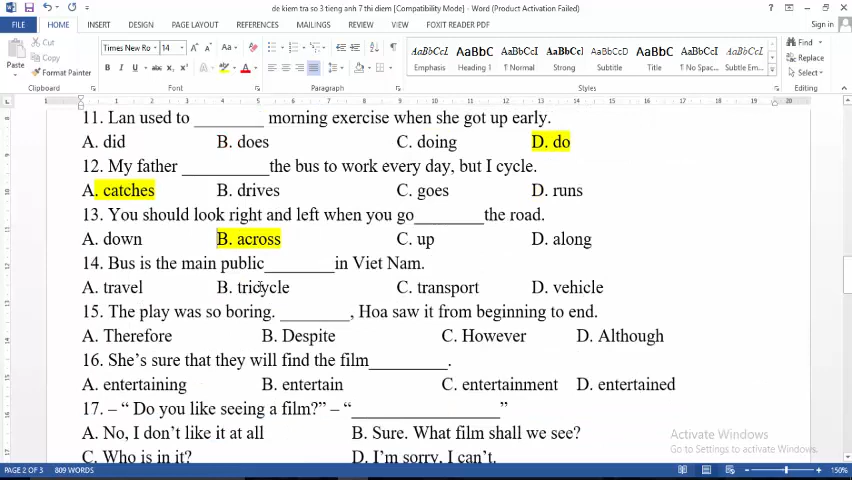 de kiem tra so 3 tieng anh 7 thi diem [Compatibility Mode] - Word (Product Activation Failed)
FILE HOME INSERT DESIGN PAGE LAYOUT REFERENCES MAILINGS REVIEW VIEW FOXIT READER PDF Sign in
Cut
Copy
Format Painter
Paste
Times New Ro 14
AaBbCcI AaBbC AaBbCcI AaBbCcI AaBbCcD AaBbC AaBbCcI AaBbCcI
Emphasis Heading 1 ¶ Normal Strong Subtitle Title ¶ No Spac... Subtle Em...
Find
Replace
Select
Clipboard Font Paragraph Styles Editing
11. Lan used to ________ morning exercise when she got up early.
A. did B. does C. doing D. do
12. My father __________the bus to work every day, but I cycle.
A. catches B. drives C. goes D. runs
13. You should look right and left when you go________the road.
A. down B. across C. up D. along
14. Bus is the main public________in Viet Nam.
A. travel B. tricycle C. transport D. vehicle
15. The play was so boring. ________, Hoa saw it from beginning to end.
A. Therefore B. Despite C. However D. Although
16. She’s sure that they will find the film_________.
A. entertaining B. entertain C. entertainment D. entertained
17. – “ Do you like seeing a film?” – “_________________”
A. No, I don’t like it at all B. Sure. What film shall we see?
C. Who is in it? D. I’m sorry, I can’t.
Activate Windows
Go to Settings to activate Windows.
PAGE 2 OF 3 809 WORDS 150%